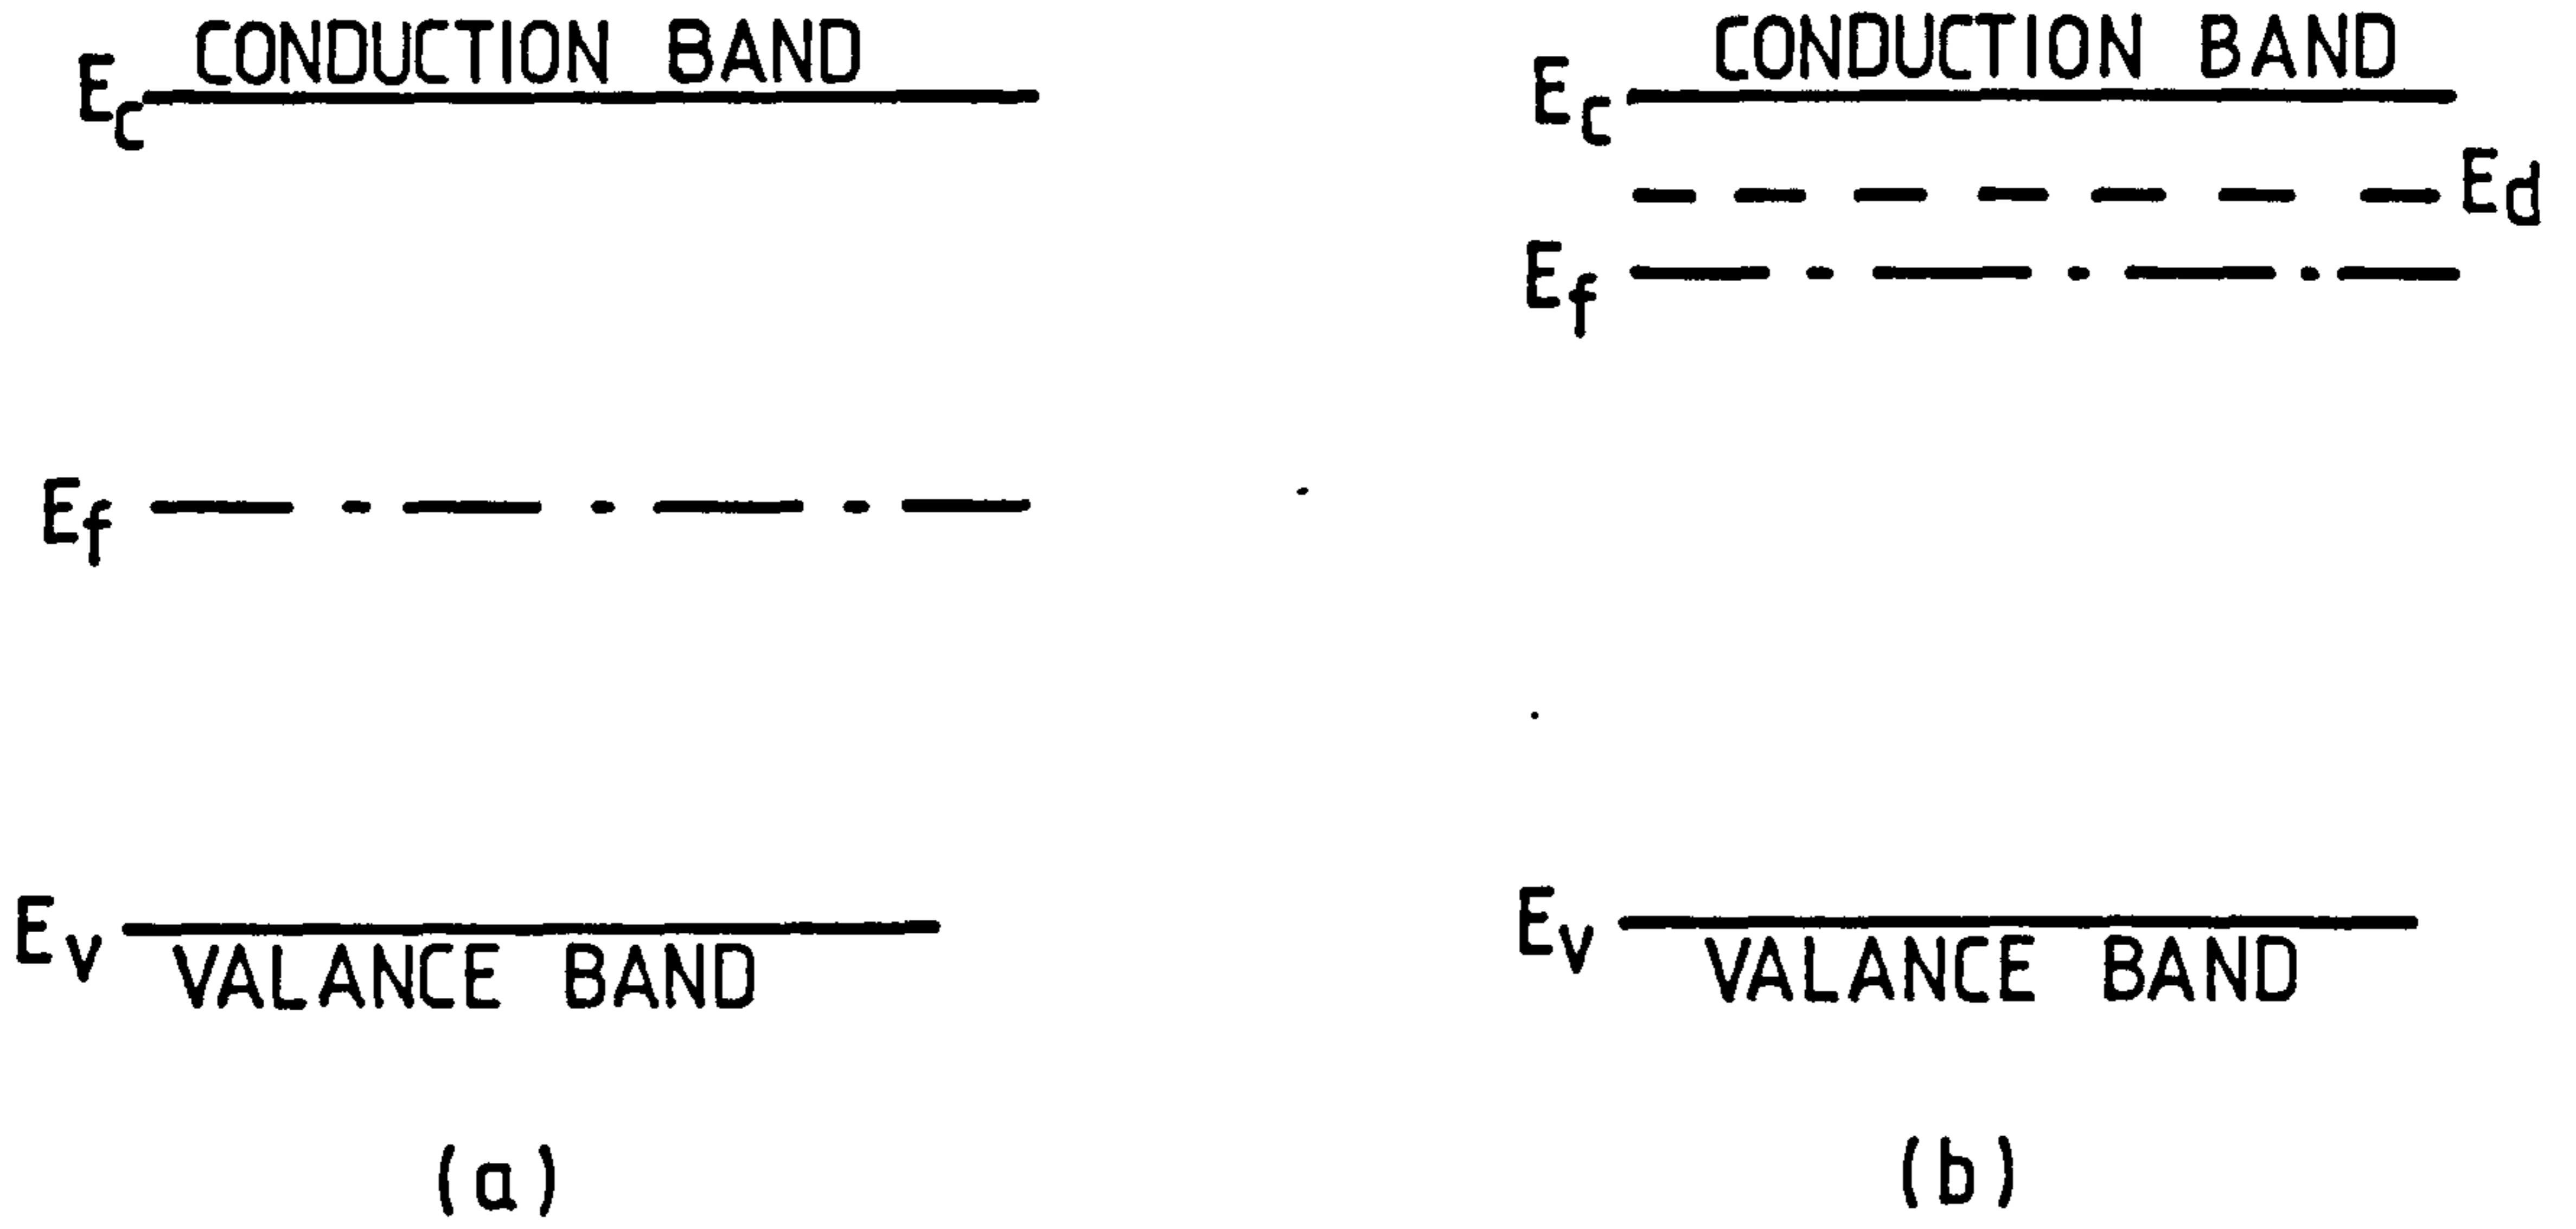 CONDUCTION BAND
Ec
Ef
Ev
VALANCE BAND
(a)
CONDUCTION BAND
Ec
Ed
Ef
Ev
VALANCE BAND
(b)